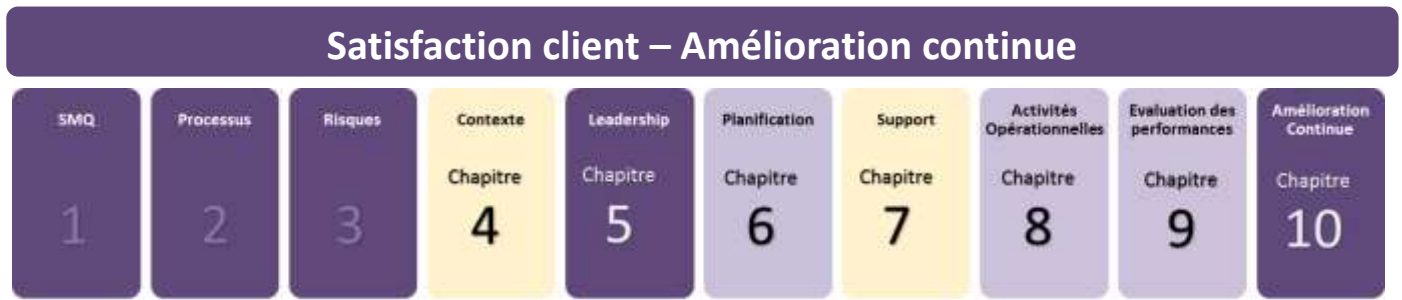 Satisfaction client – Amélioration continue
SMQ
1
Processus
2
Risques
3
Contexte
Chapitre
4
Leadership
Chapitre
5
Planification
Chapitre
6
Support
Chapitre
7
Activités
Opérationnelles
Chapitre
8
Evaluation des
performances
Chapitre
9
Amélioration
Continue
Chapitre
10